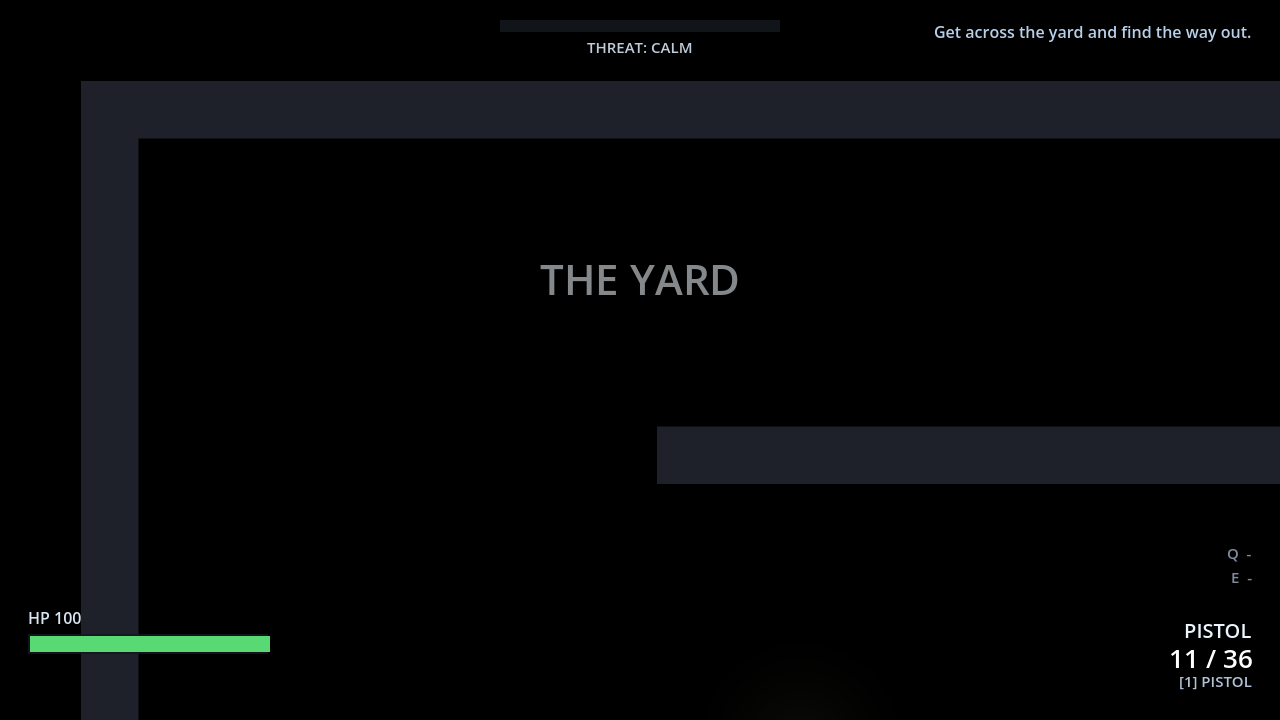 THREAT: CALM
Get across the yard and find the way out.
THE YARD
Q -
E -
HP 100
PISTOL
11 / 36
[1] PISTOL